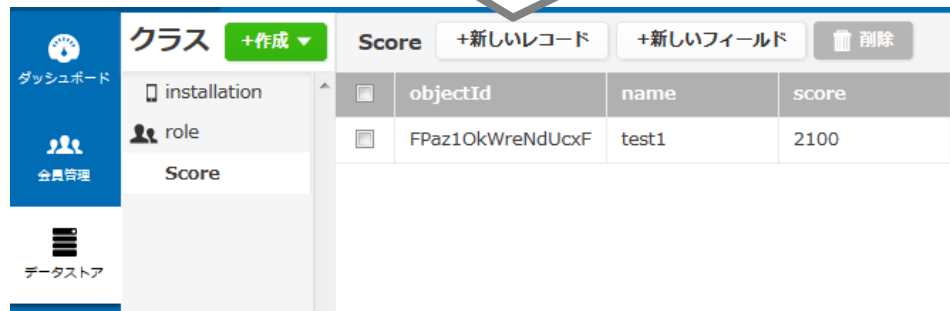 ダッシュボード
会員管理
データストア
クラス +作成
installation
role
Score
Score +新しいレコード +新しいフィールド 削除
objectId name score
FPaz1OkWreNdUcxF test1 2100